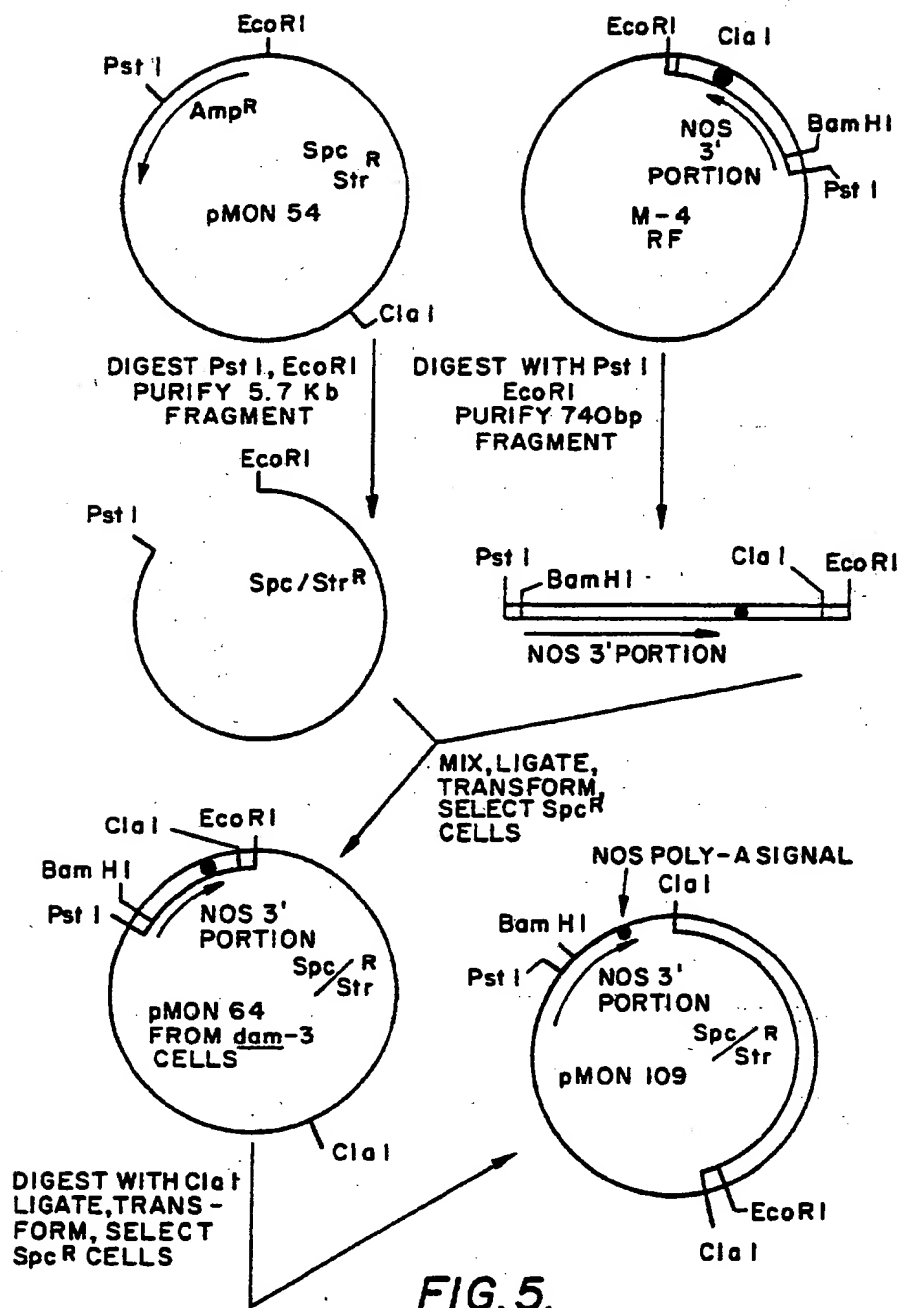 EcoRI
Pst I
Amp R
Spc R
Str
pMON 54
Cla I
EcoRI
Cla I
NOS
3'
PORTION
BamHI
Pst I
M-4
RF
DIGEST Pst I, EcoRI
PURIFY 5.7 Kb
FRAGMENT
DIGEST WITH Pst I
EcoRI
PURIFY 740bp
FRAGMENT
EcoRI
Pst I
Spc/Str R
Pst I
BamHI
Cla I
EcoRI
NOS 3' PORTION
MIX, LIGATE,
TRANSFORM,
SELECT Spc R
CELLS
Cla I
EcoRI
Bam HI
Pst I
NOS 3'
PORTION
Spc/ R
Str
pMON 64
FROM dam-3
CELLS
Cla I
NOS POLY-A SIGNAL
Cla I
Bam HI
Pst I
NOS 3'
PORTION
Spc/ R
Str
pMON 109
EcoRI
Cla I
DIGEST WITH Cla I
LIGATE, TRANS-
FORM, SELECT
Spc R CELLS
FIG. 5.